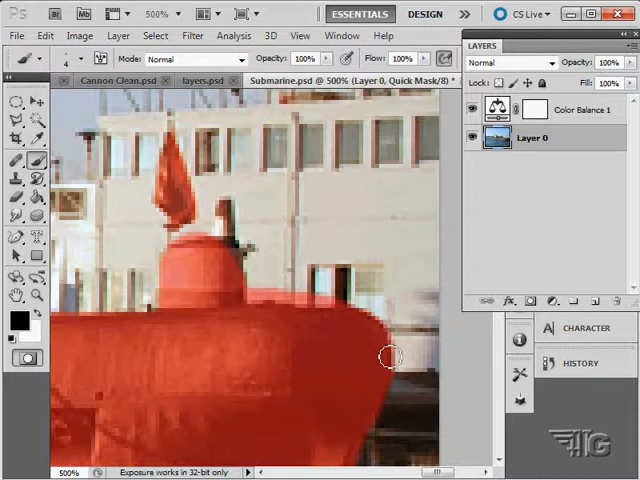 Ps Br Mb 500% ESSENTIALS DESIGN CS Live
File Edit Image Layer Select Filter Analysis 3D View Window Help
4 Mode: Normal Opacity: 100% Flow: 100%
Cannon Clean.psd layers.psd Submarine.psd @ 500% (Layer 0, Quick Mask/8) *
LAYERS
Normal Opacity: 100%
Lock: Fill: 100%
Color Balance 1
Layer 0
fx
A CHARACTER
HISTORY
500% Exposure works in 32-bit only